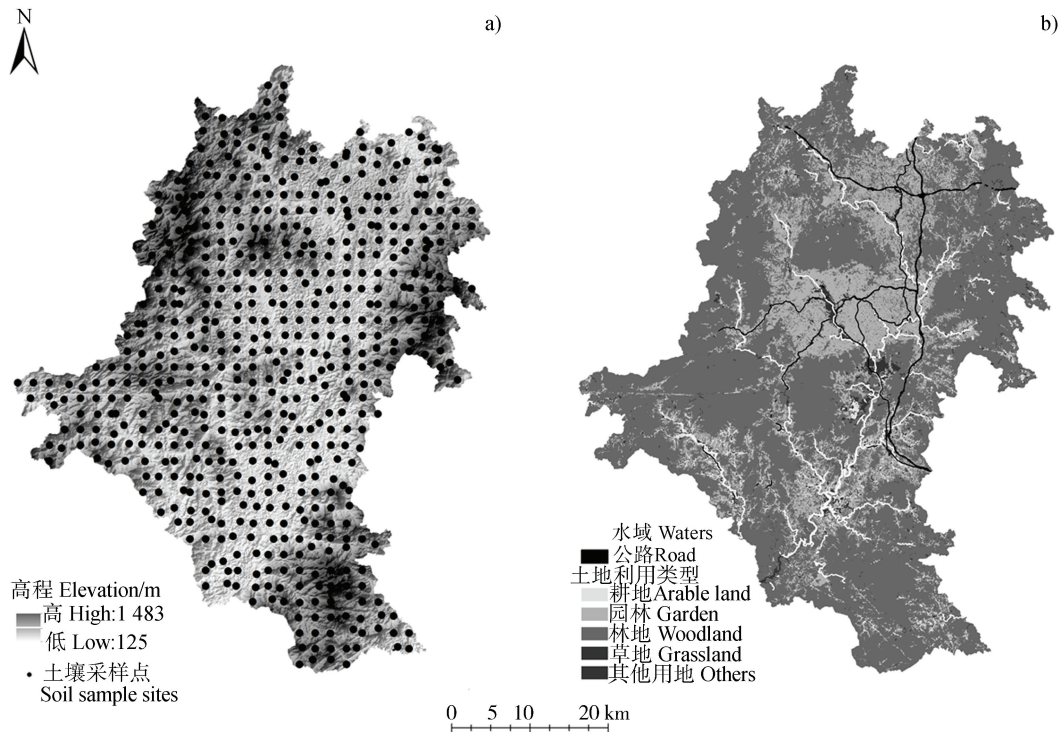 N
a)
b)
高程 Elevation/m
高 High:1 483
低 Low:125
土壤采样点
Soil sample sites
水域 Waters
公路Road
土地利用类型
耕地Arable land
园林 Garden
林地 Woodland
草地 Grassland
其他用地 Others
0 5 10 20 km